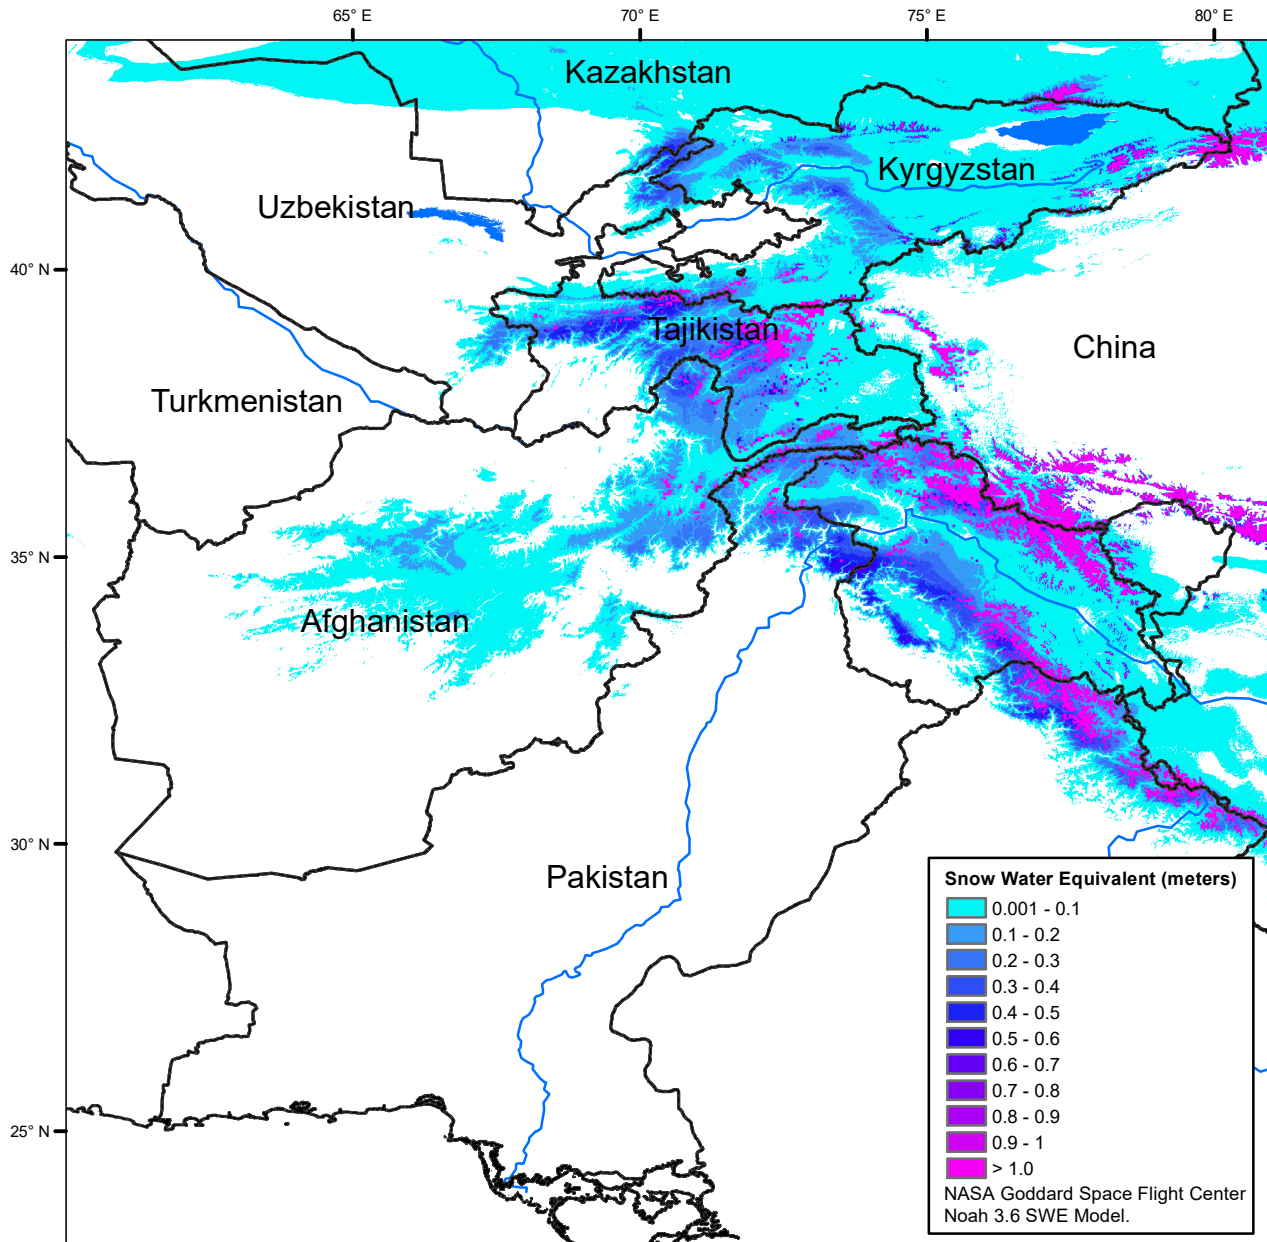 65° E
70° E
75° E
80° E
Kazakhstan
Kyrgyzstan
Uzbekistan
40° N
Tajikistan
China
Turkmenistan
35° N
Afghanistan
30° N
Pakistan
25° N
Snow Water Equivalent (meters)
0.001 - 0.1
0.1 - 0.2
0.2 - 0.3
0.3 - 0.4
0.4 - 0.5
0.5 - 0.6
0.6 - 0.7
0.7 - 0.8
0.8 - 0.9
0.9 - 1
> 1.0
NASA Goddard Space Flight Center
Noah 3.6 SWE Model.